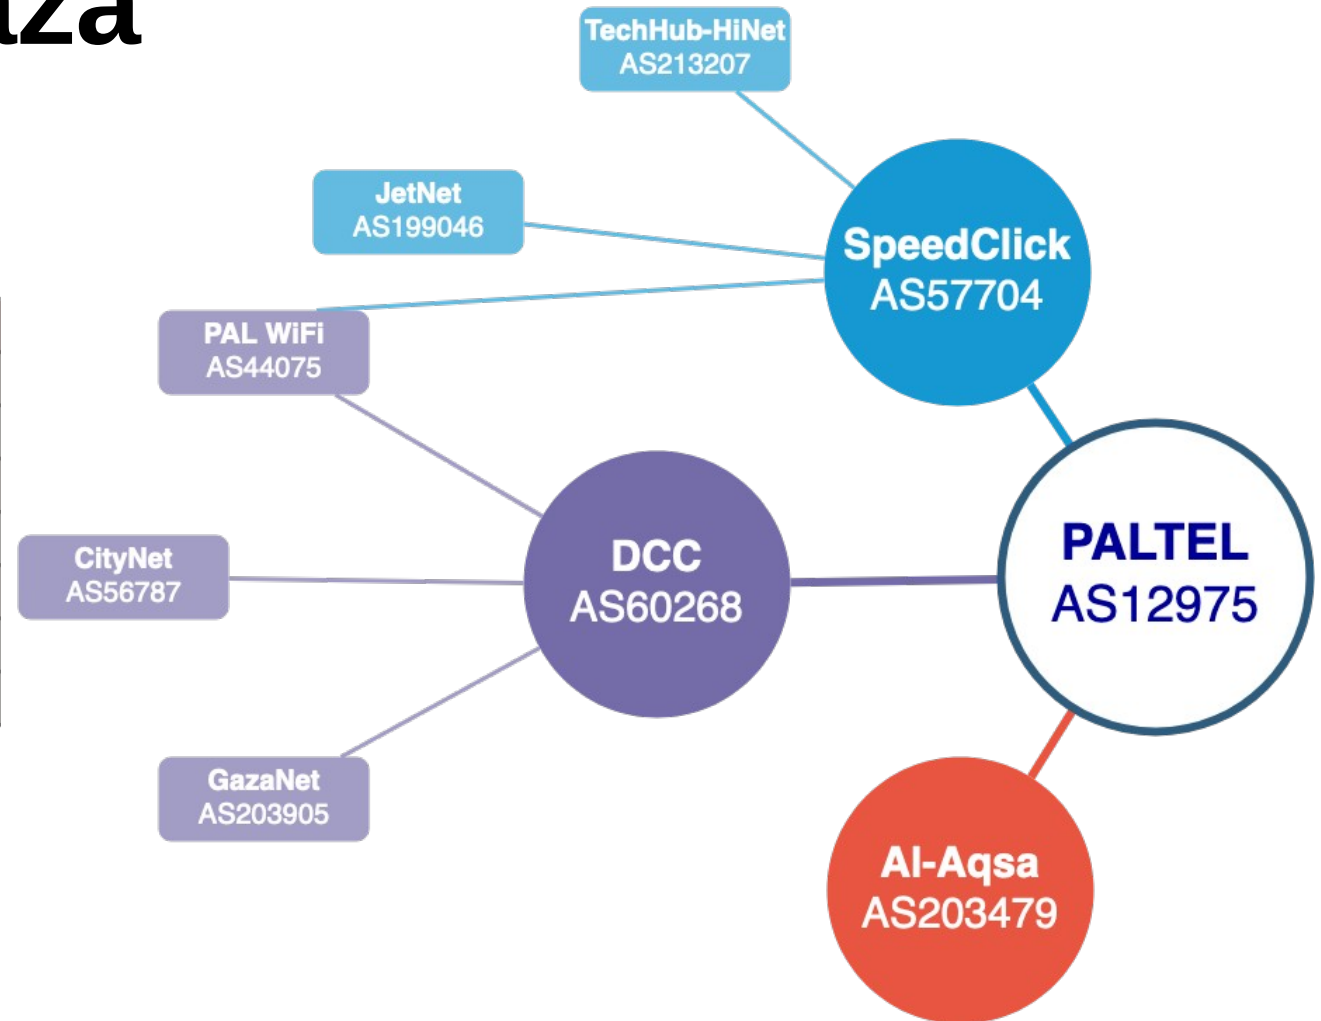 TechHub-HiNet
AS213207
JetNet
AS199046
SpeedClick
AS57704
PAL WiFi
AS44075
DCC
AS60268
PALTEL
AS12975
CityNet
AS56787
GazaNet
AS203905
Al-Aqsa
AS203479